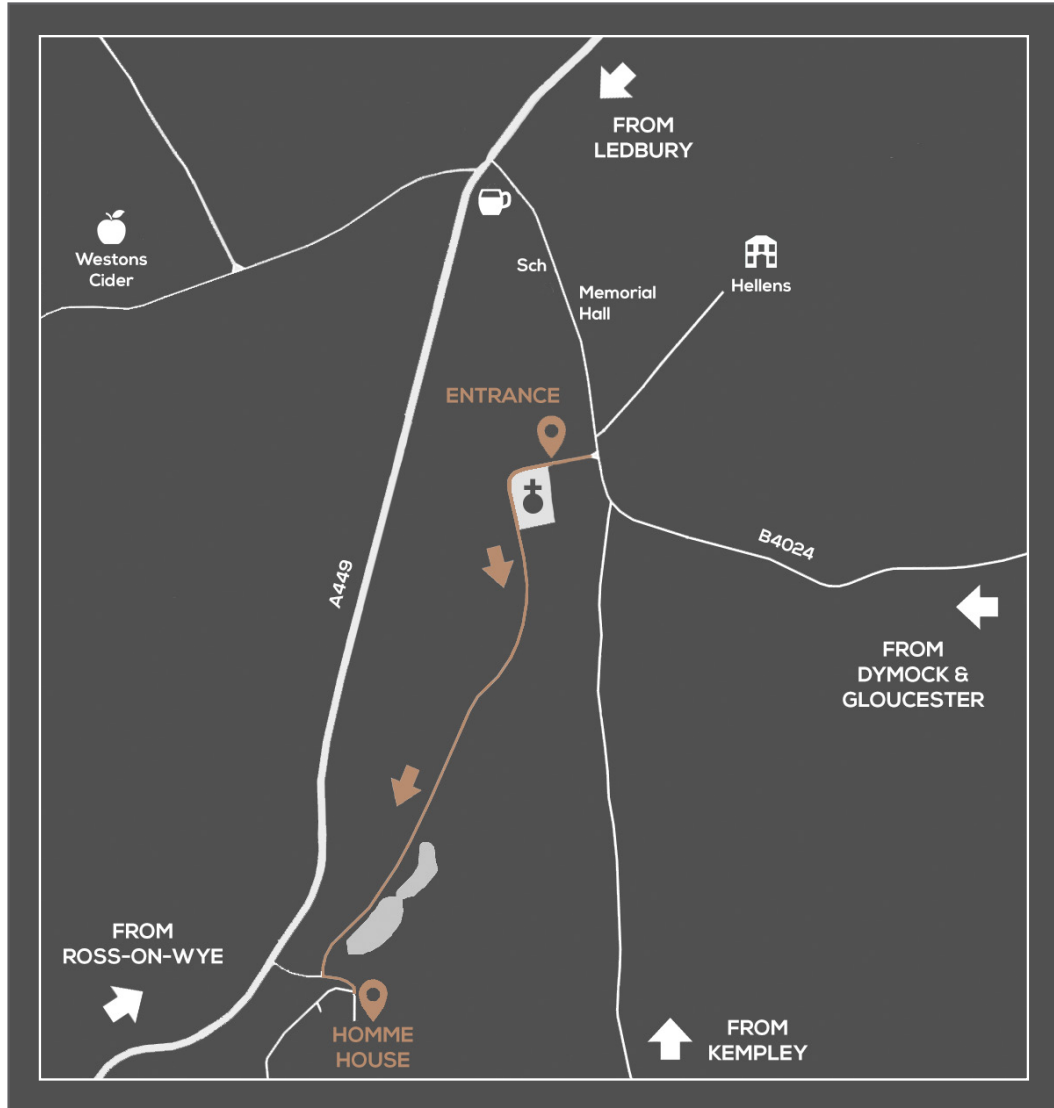 FROM
LEDBURY
Westons
Cider
Sch
Hellens
Memorial
Hall
ENTRANCE
B4024
A449
FROM
DYMOCK &
GLOUCESTER
FROM
ROSS-ON-WYE
HOMME
HOUSE
FROM
KEMPLEY